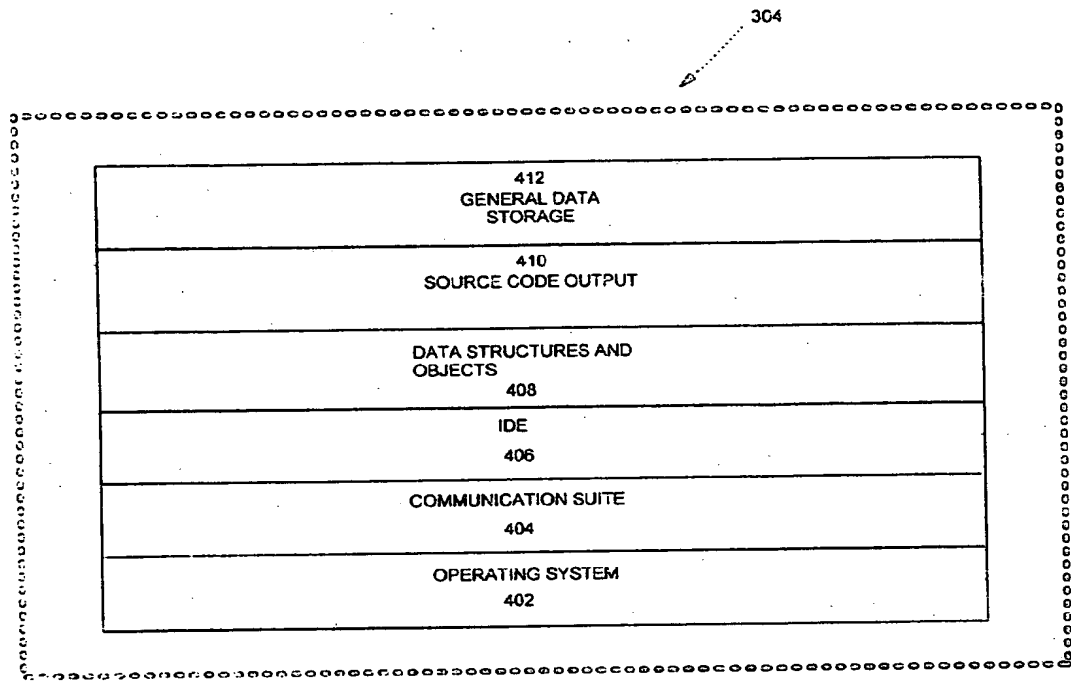 304
412
GENERAL DATA
STORAGE
410
SOURCE CODE OUTPUT
DATA STRUCTURES AND
OBJECTS
408
IDE
406
COMMUNICATION SUITE
404
OPERATING SYSTEM
402